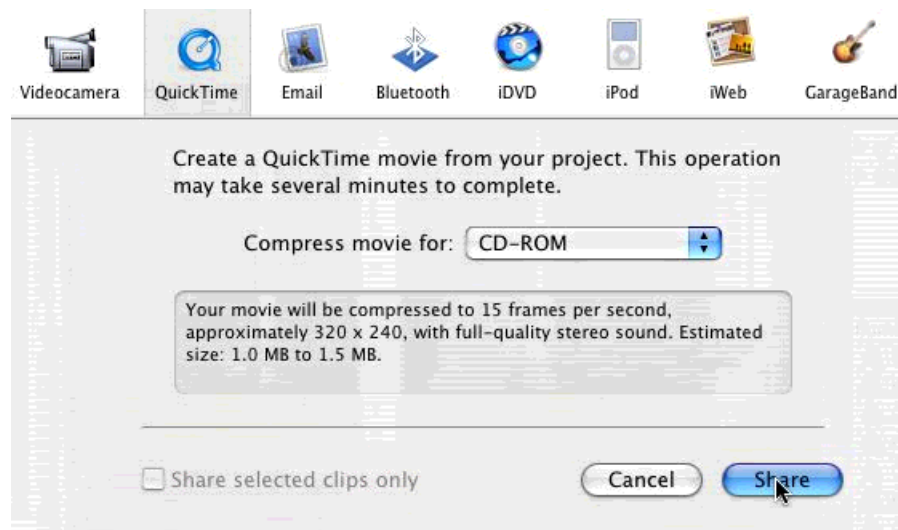 Videocamera QuickTime Email Bluetooth iDVD iPod iWeb GarageBand
Create a QuickTime movie from your project. This operation
may take several minutes to complete.
Compress movie for: CD-ROM
Your movie will be compressed to 15 frames per second,
approximately 320 x 240, with full-quality stereo sound. Estimated
size: 1.0 MB to 1.5 MB.
Share selected clips only Cancel Share